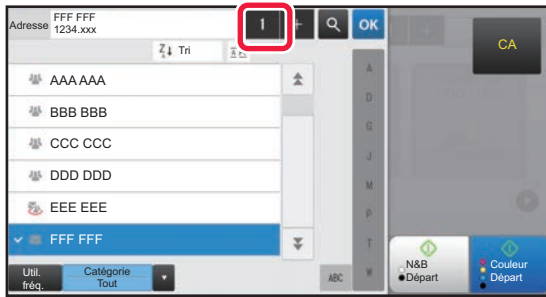 Adresse
FFF FFF
1234.xxx
1
+
OK
CA
Tri
AAA AAA
BBB BBB
CCC CCC
DDD DDD
EEE EEE
FFF FFF
A
D
G
J
M
P
T
W
Util.
fréq.
Catégorie
Tout
ABC
N&B
Départ
Couleur
Départ